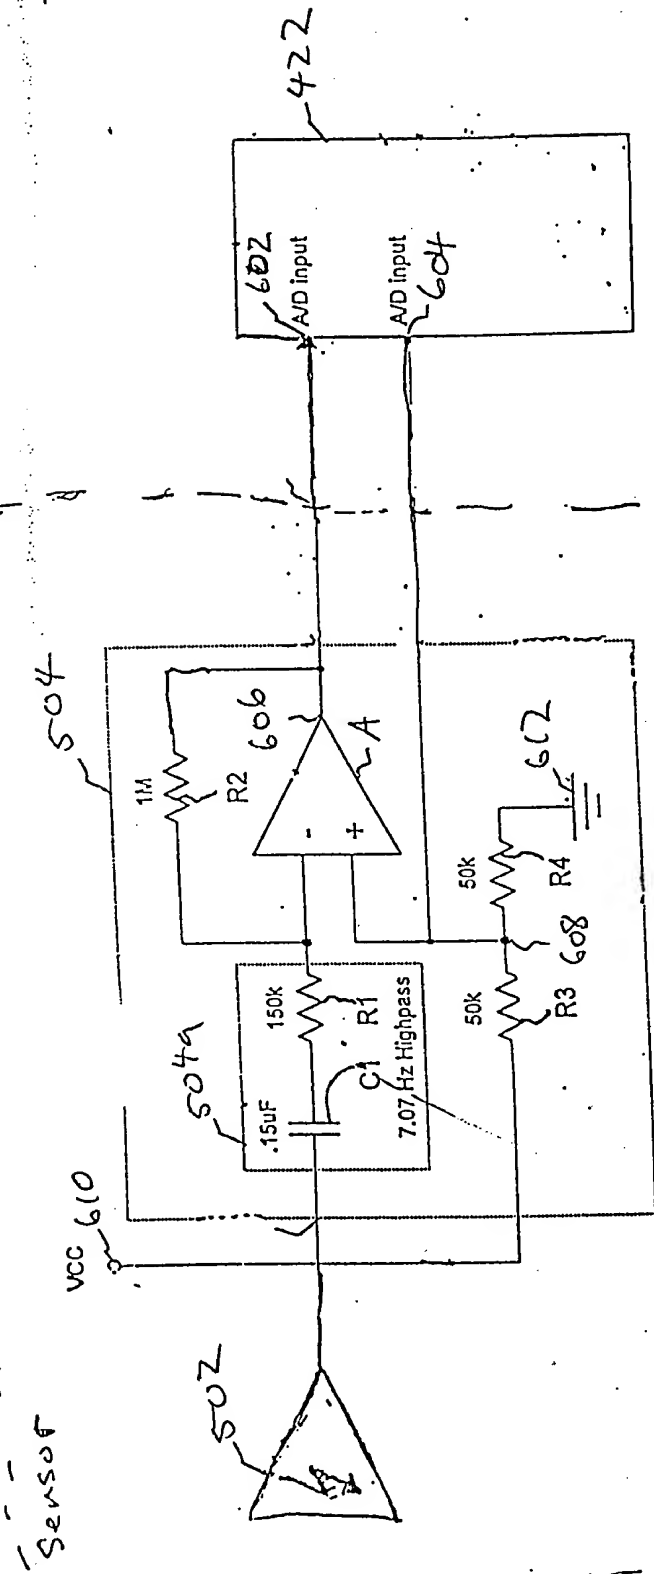 Sensor
502
VCC 610
504
504a
.15uF
C1
150k
R1
7.07 Hz Highpass
1M
R2
606
-
+
A
50k
R3
608
50k
R4
612
602
A/D input
A/D input
604
422